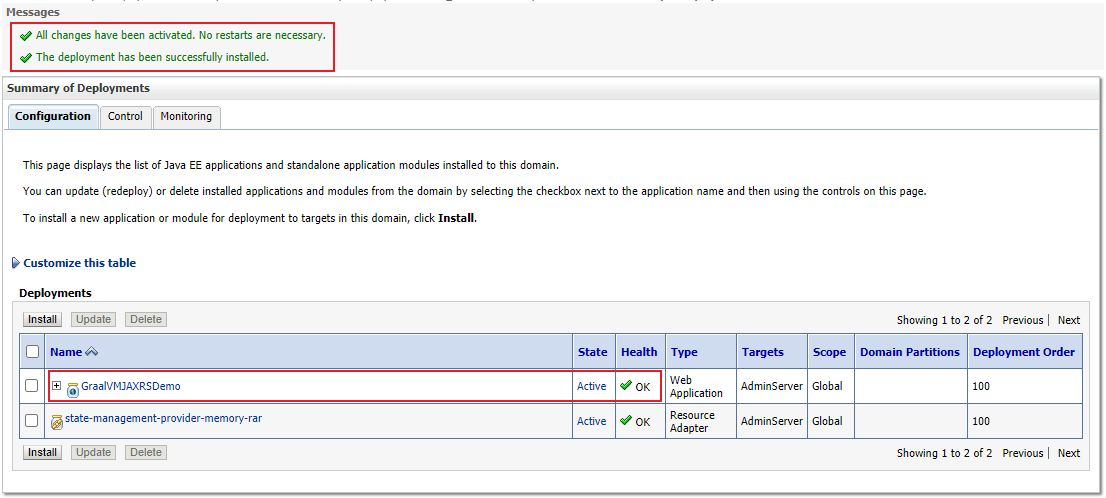 Messages
All changes have been activated. No restarts are necessary.
The deployment has been successfully installed.
Summary of Deployments
Configuration Control Monitoring
This page displays the list of Java EE applications and standalone application modules installed to this domain.
You can update (redeploy) or delete installed applications and modules from the domain by selecting the checkbox next to the application name and then using the controls on this page.
To install a new application or module for deployment to targets in this domain, click Install.
Customize this table
Deployments
Install Update Delete Showing 1 to 2 of 2 Previous | Next
Name State Health Type Targets Scope Domain Partitions Deployment Order
GraalVMJAXRSDemo Active OK Web Application AdminServer Global 100
state-management-provider-memory-rar Active OK Resource Adapter AdminServer Global 100
Install Update Delete Showing 1 to 2 of 2 Previous | Next